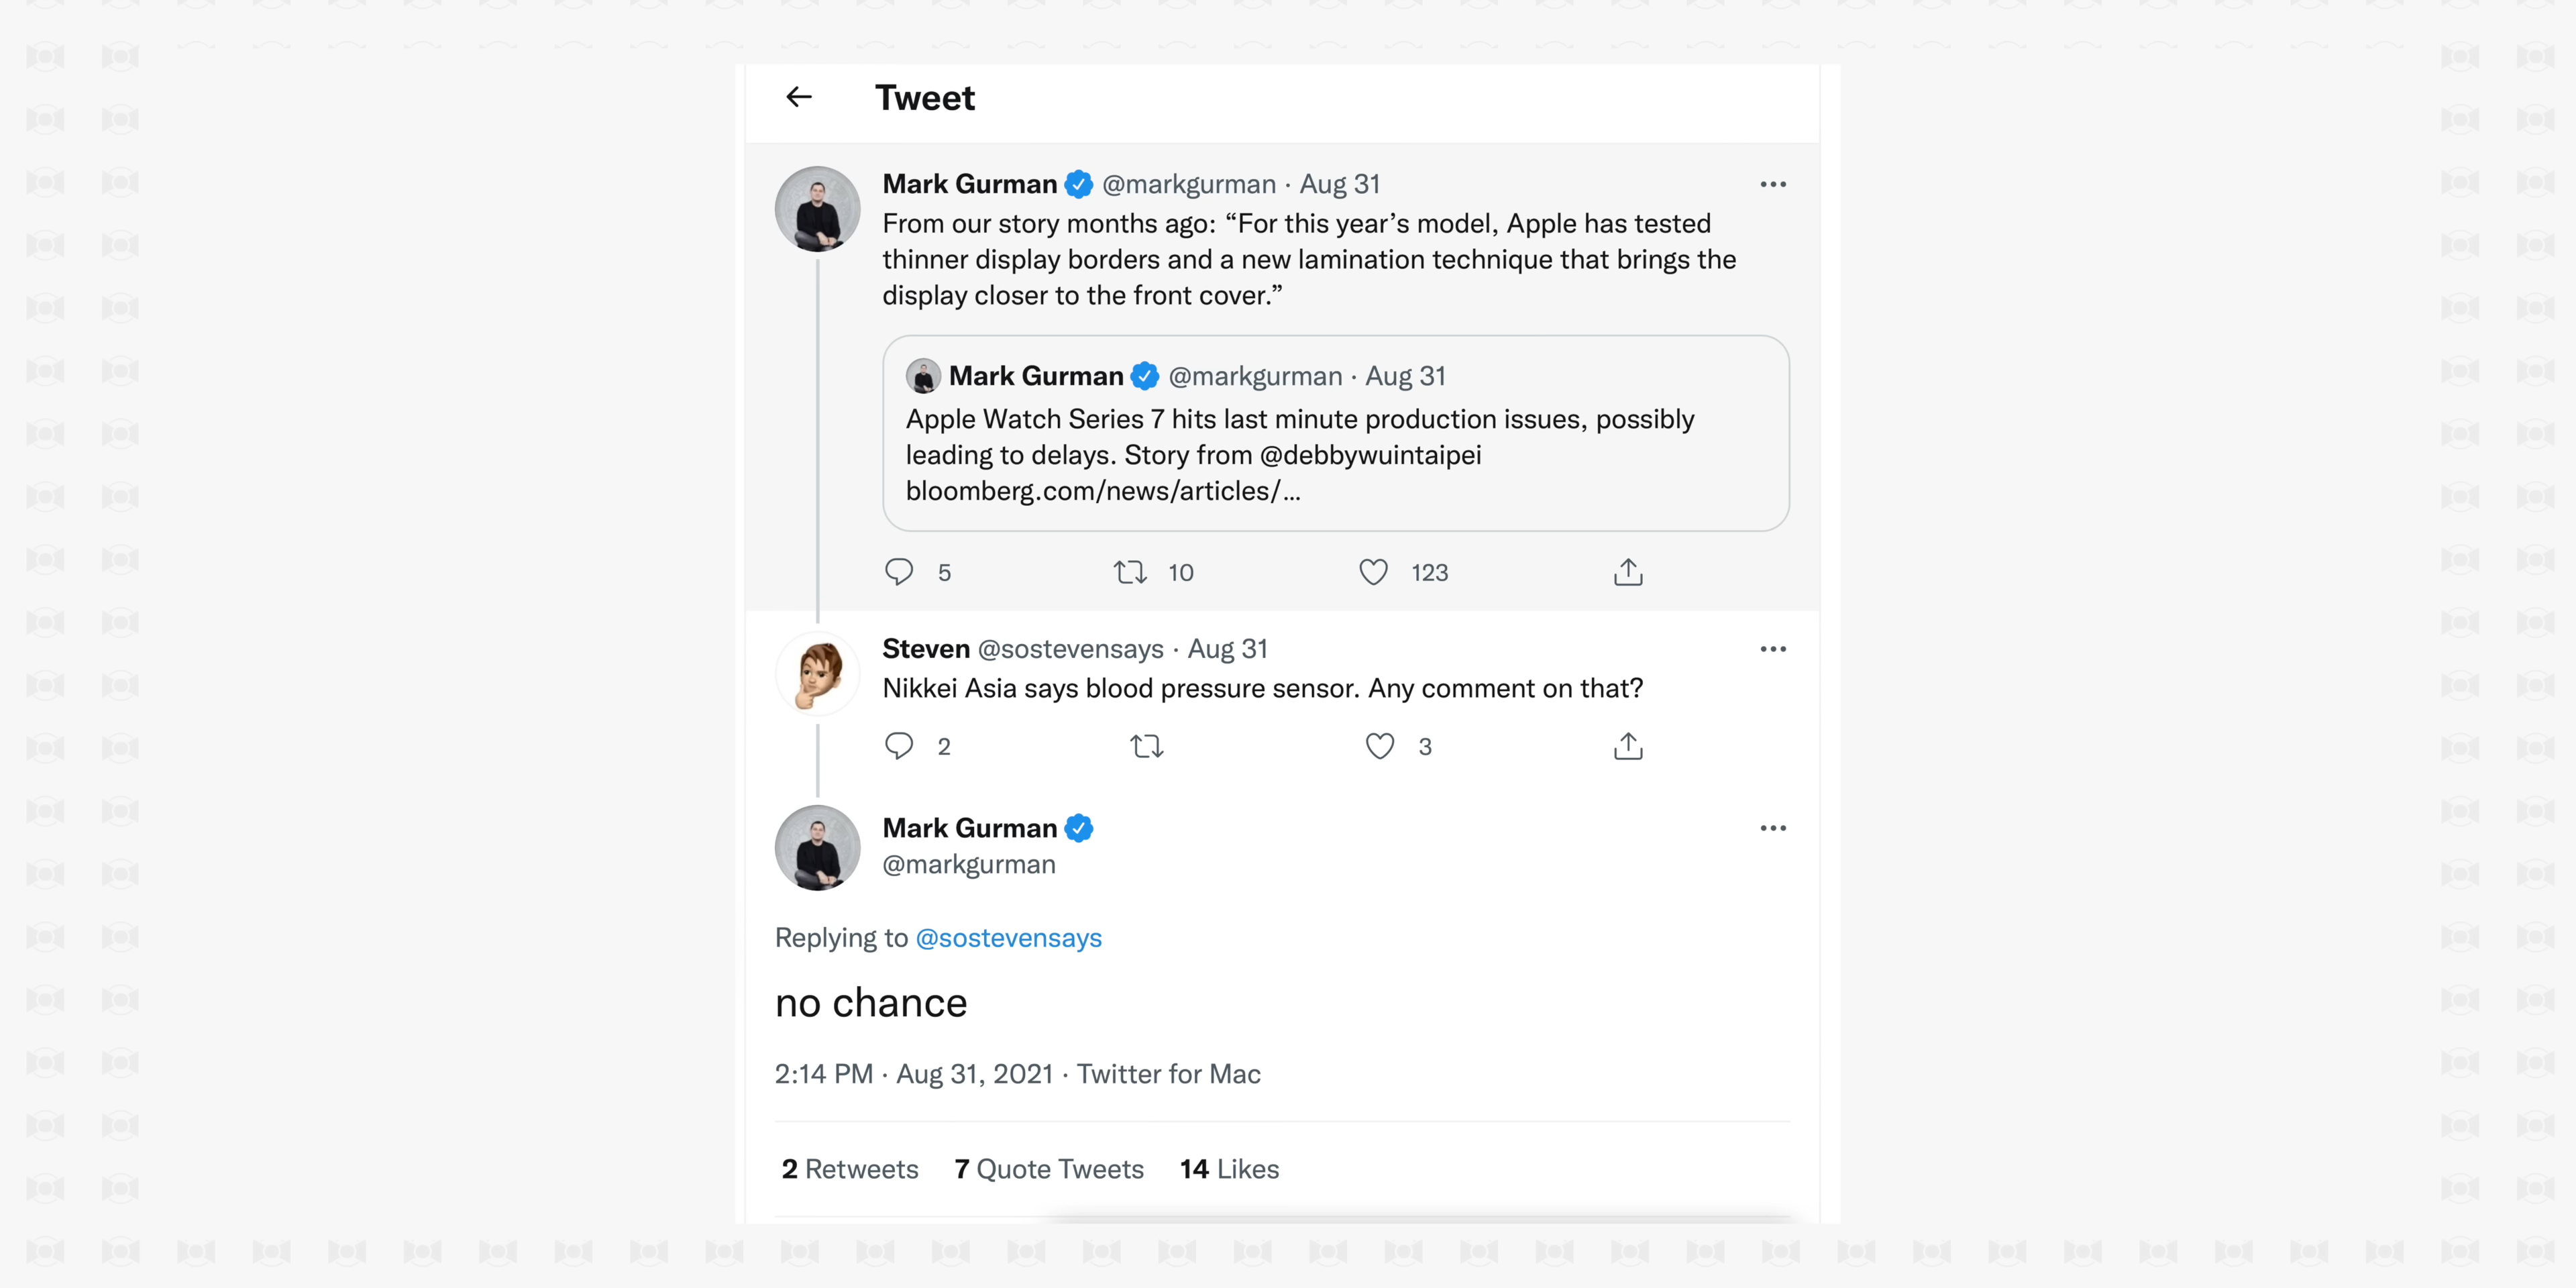 Tweet
Mark Gurman @markgurman · Aug 31
From our story months ago: “For this year’s model, Apple has tested
thinner display borders and a new lamination technique that brings the
display closer to the front cover.”
Mark Gurman @markgurman · Aug 31
Apple Watch Series 7 hits last minute production issues, possibly
leading to delays. Story from @debbywuintaipei
bloomberg.com/news/articles/...
5 10 123
Steven @sostevensays · Aug 31
Nikkei Asia says blood pressure sensor. Any comment on that?
2 3
Mark Gurman
@markgurman
Replying to @sostevensays
no chance
2:14 PM · Aug 31, 2021 · Twitter for Mac
2 Retweets 7 Quote Tweets 14 Likes